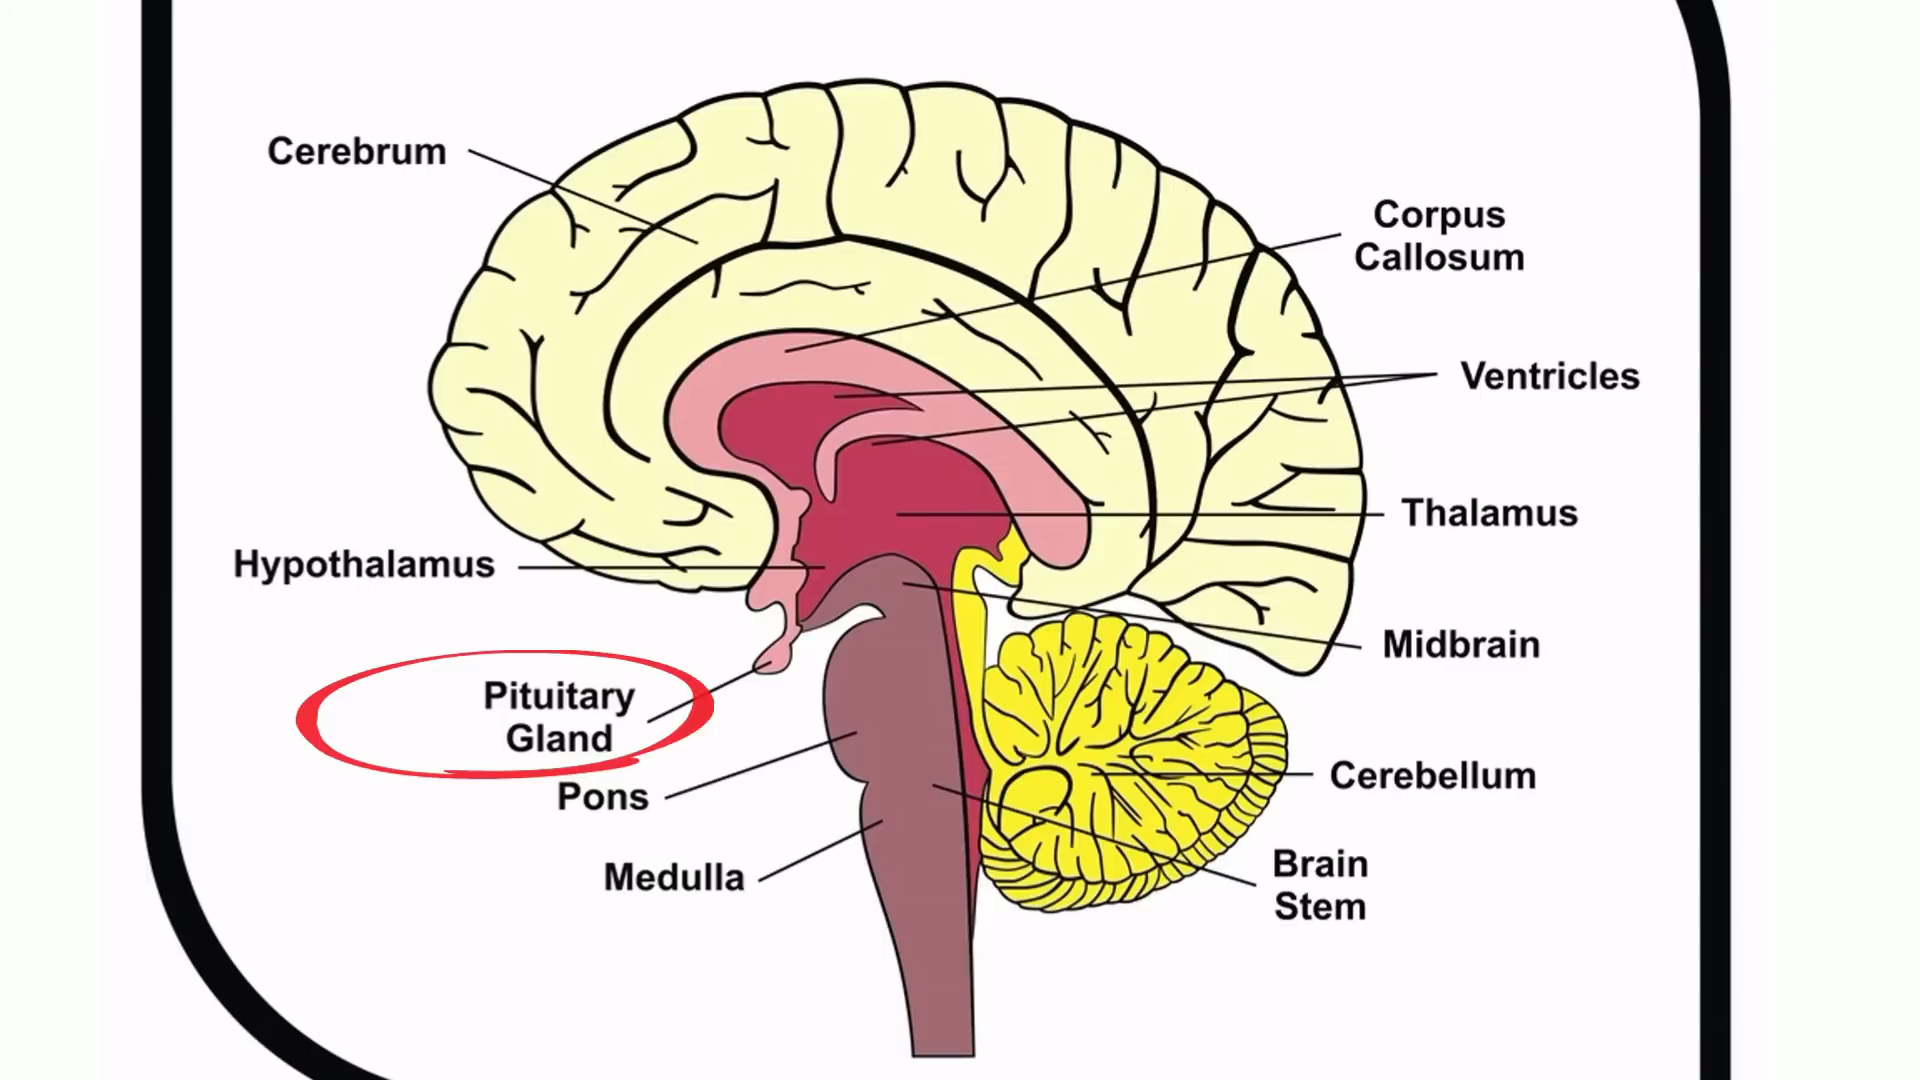 Cerebrum
Corpus
Callosum
Ventricles
Thalamus
Hypothalamus
Midbrain
Pituitary
Gland
Pons
Cerebellum
Medulla
Brain
Stem